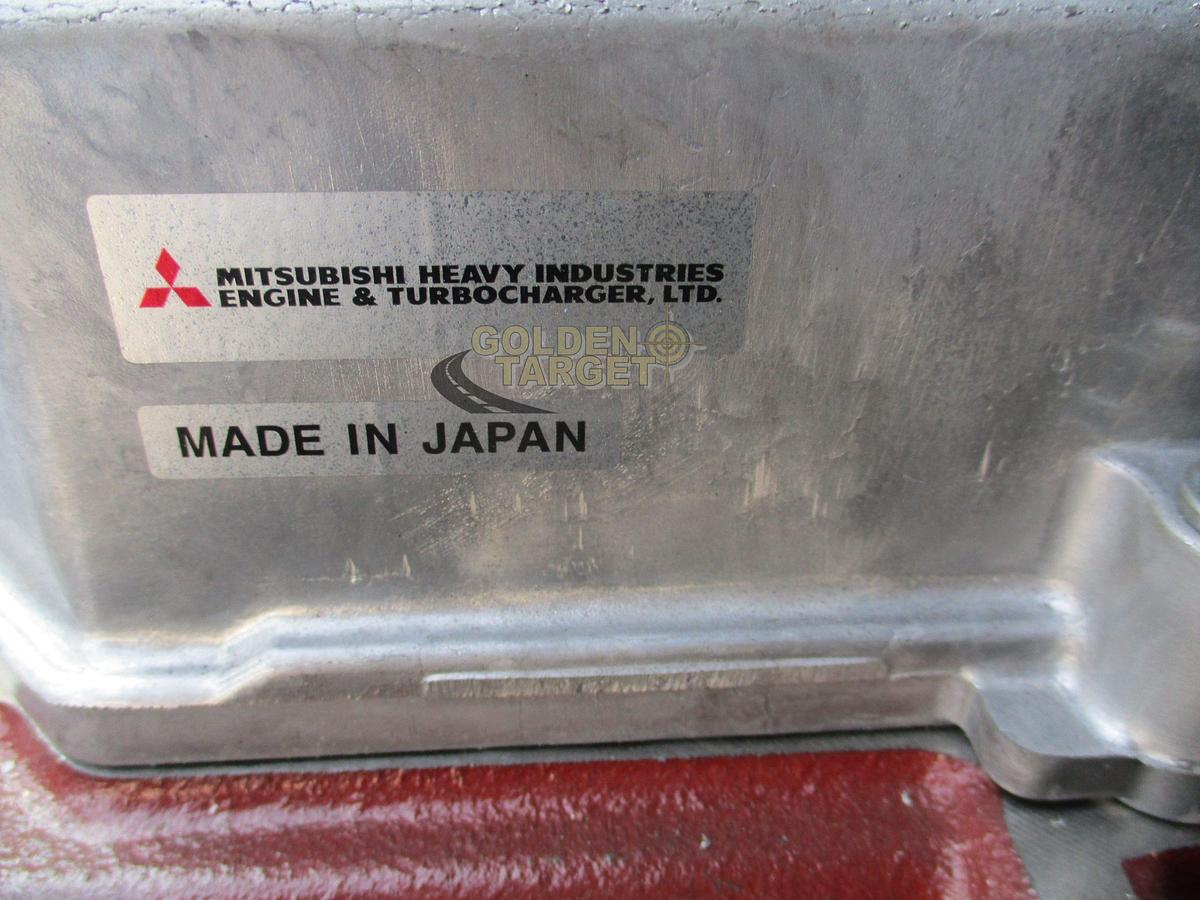 MITSUBISHI HEAVY INDUSTRIES
ENGINE & TURBOCHARGER, LTD.
GOLDEN
TARGET
MADE IN JAPAN